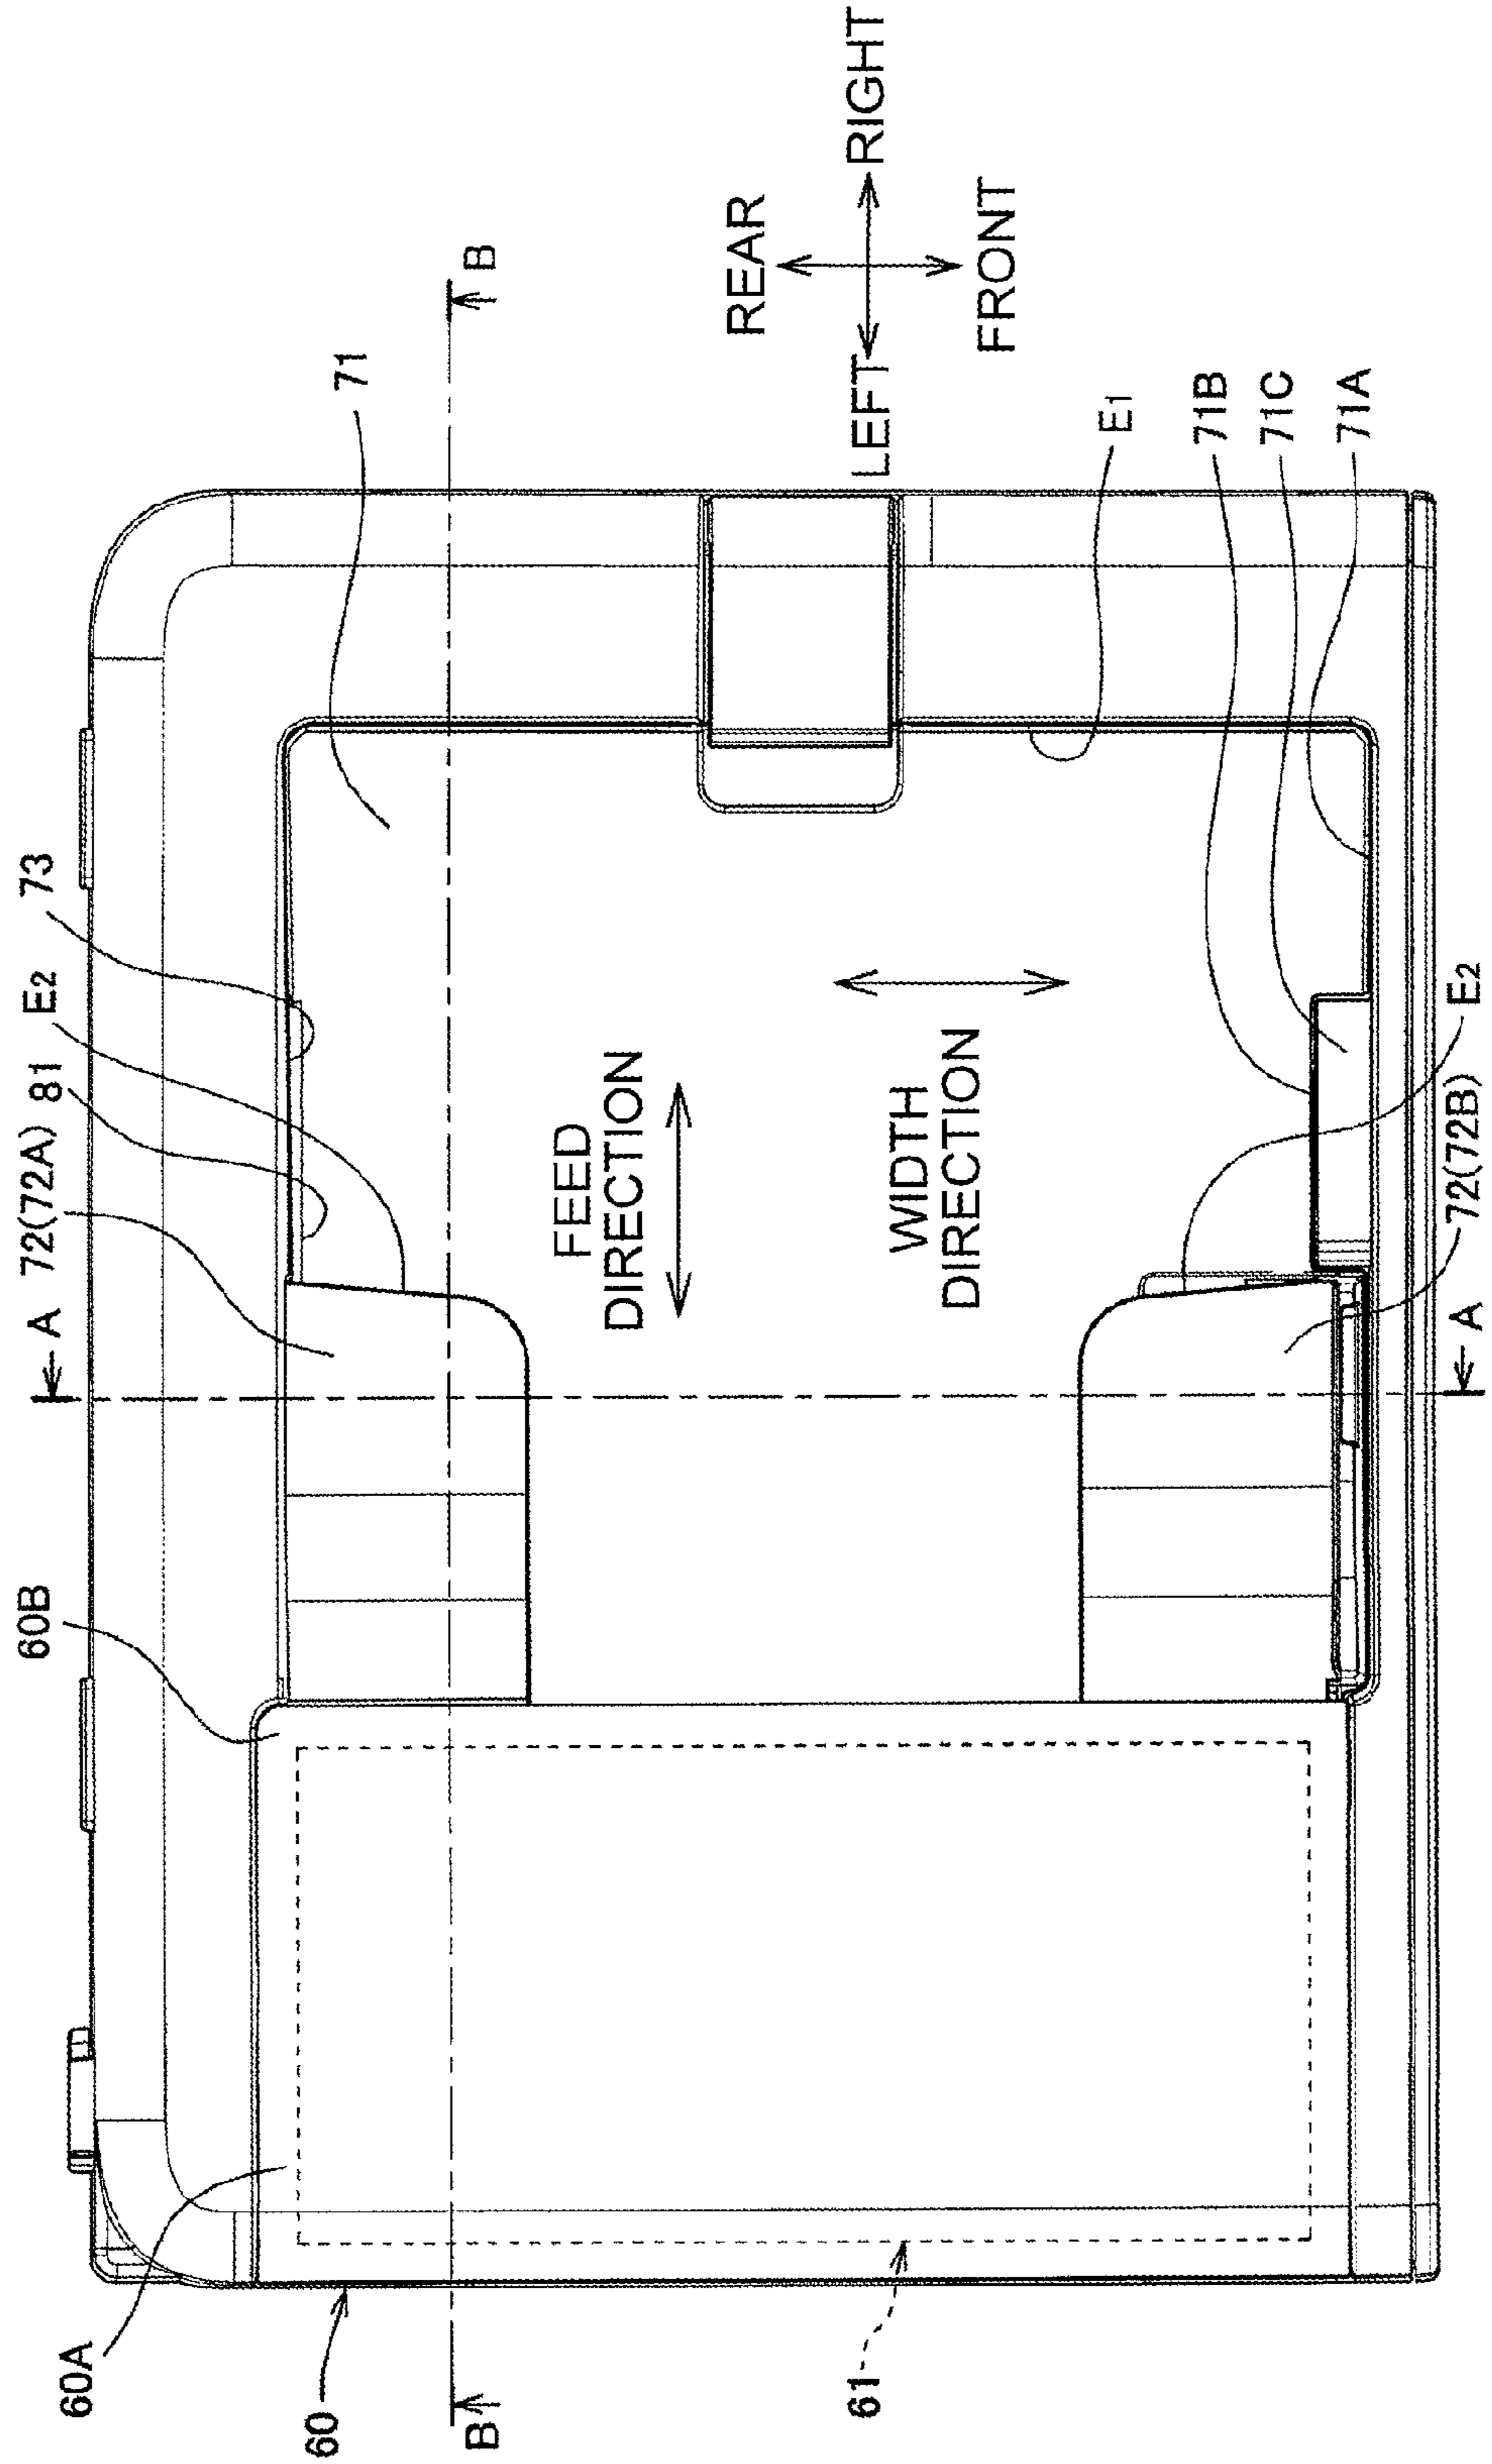 REAR
LEFT
RIGHT
FRONT
B
B
71
73
E2
81
72(72A)
A
60B
60A
60
61
FEED
DIRECTION
WIDTH
DIRECTION
E1
71B
71C
71A
E2
72(72B)
A